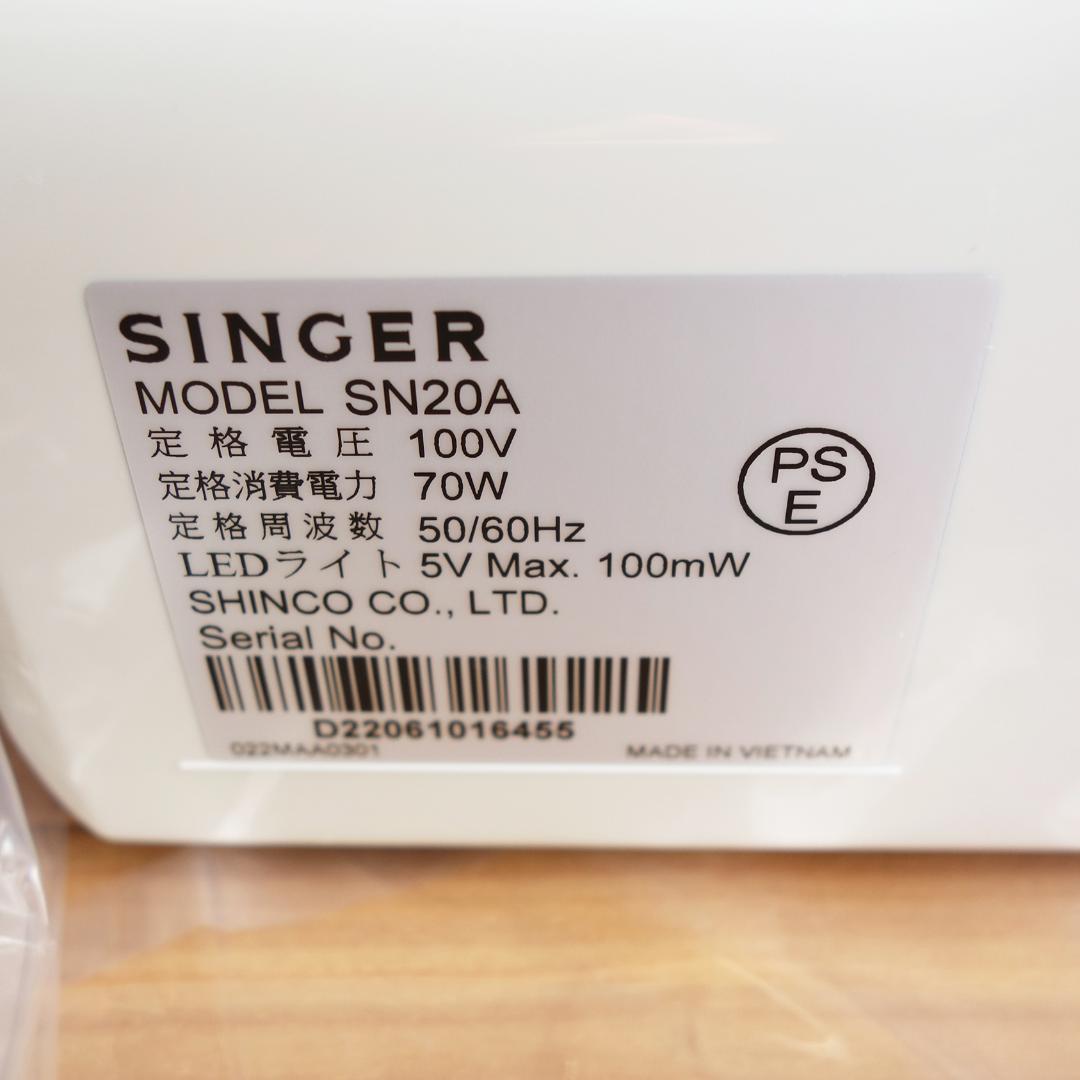 SINGER
MODEL SN20A
定格電圧 100V
定格消費電力 70W
定格周波数 50/60Hz
LEDライト 5V Max. 100mW
SHINCO CO., LTD.
Serial No.
D22061016455
022MAA0301
MADE IN VIETNAM
PS
E